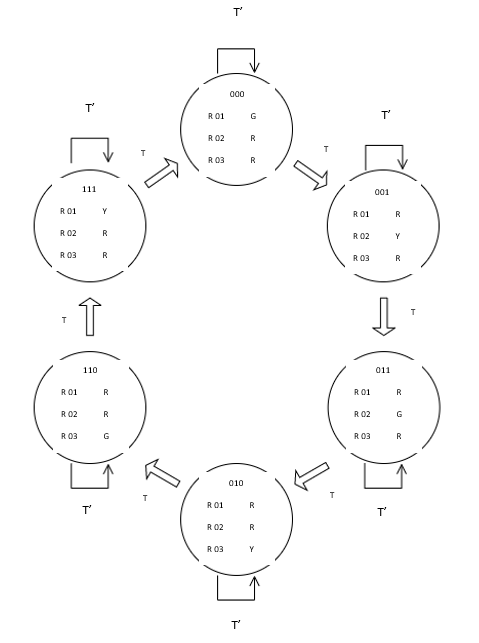 T’
000
R 01 G
R 02 R
R 03 R
T’
111
R 01 Y
R 02 R
R 03 R
T
T
T’
001
R 01 R
R 02 Y
R 03 R
T
T
110
R 01 R
R 02 R
R 03 G
T’
011
R 01 R
R 02 G
R 03 R
T’
T
T
010
R 01 R
R 02 R
R 03 Y
T’